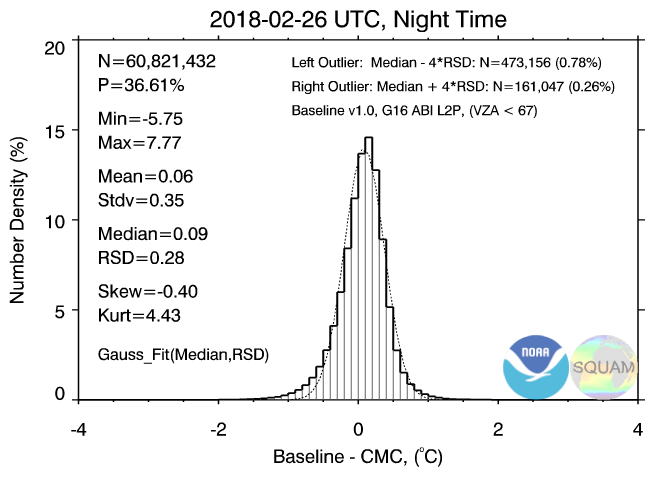 2018-02-26 UTC, Night Time
N=60,821,432
P=36.61%
Min=-5.75
Max=7.77
Mean=0.06
Stdv=0.35
Median=0.09
RSD=0.28
Skew=-0.40
Kurt=4.43
Gauss_Fit(Median,RSD)
Left Outlier:  Median - 4*RSD: N=473,156 (0.78%)
Right Outlier: Median + 4*RSD: N=161,047 (0.26%)
Baseline v1.0, G16 ABI L2P, (VZA < 67)
Number Density (%)
20
15
10
5
0
-4 -2 0 2 4
Baseline - CMC, (°C)
NOAA
SQUAM